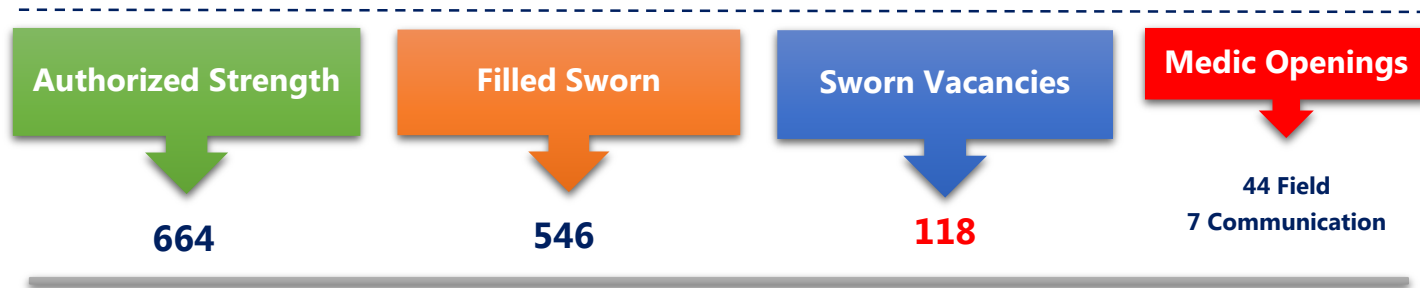 Authorized Strength
664
Filled Sworn
546
Sworn Vacancies
118
Medic Openings
44 Field
7 Communication